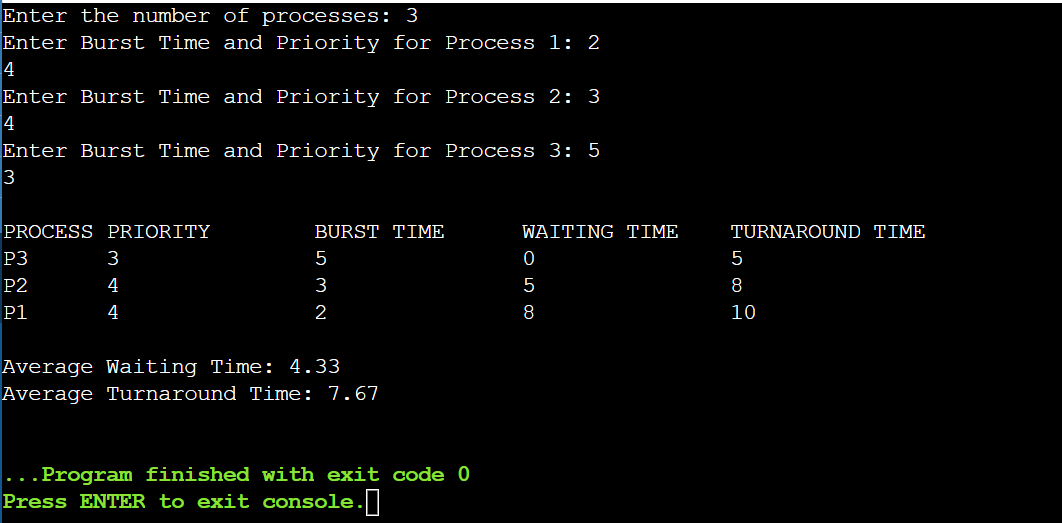 Enter the number of processes: 3
Enter Burst Time and Priority for Process 1: 2
4
Enter Burst Time and Priority for Process 2: 3
4
Enter Burst Time and Priority for Process 3: 5
3
PROCESS PRIORITY BURST TIME WAITING TIME TURNAROUND TIME
P3 3 5 0 5
P2 4 3 5 8
P1 4 2 8 10
Average Waiting Time: 4.33
Average Turnaround Time: 7.67
...Program finished with exit code 0
Press ENTER to exit console.